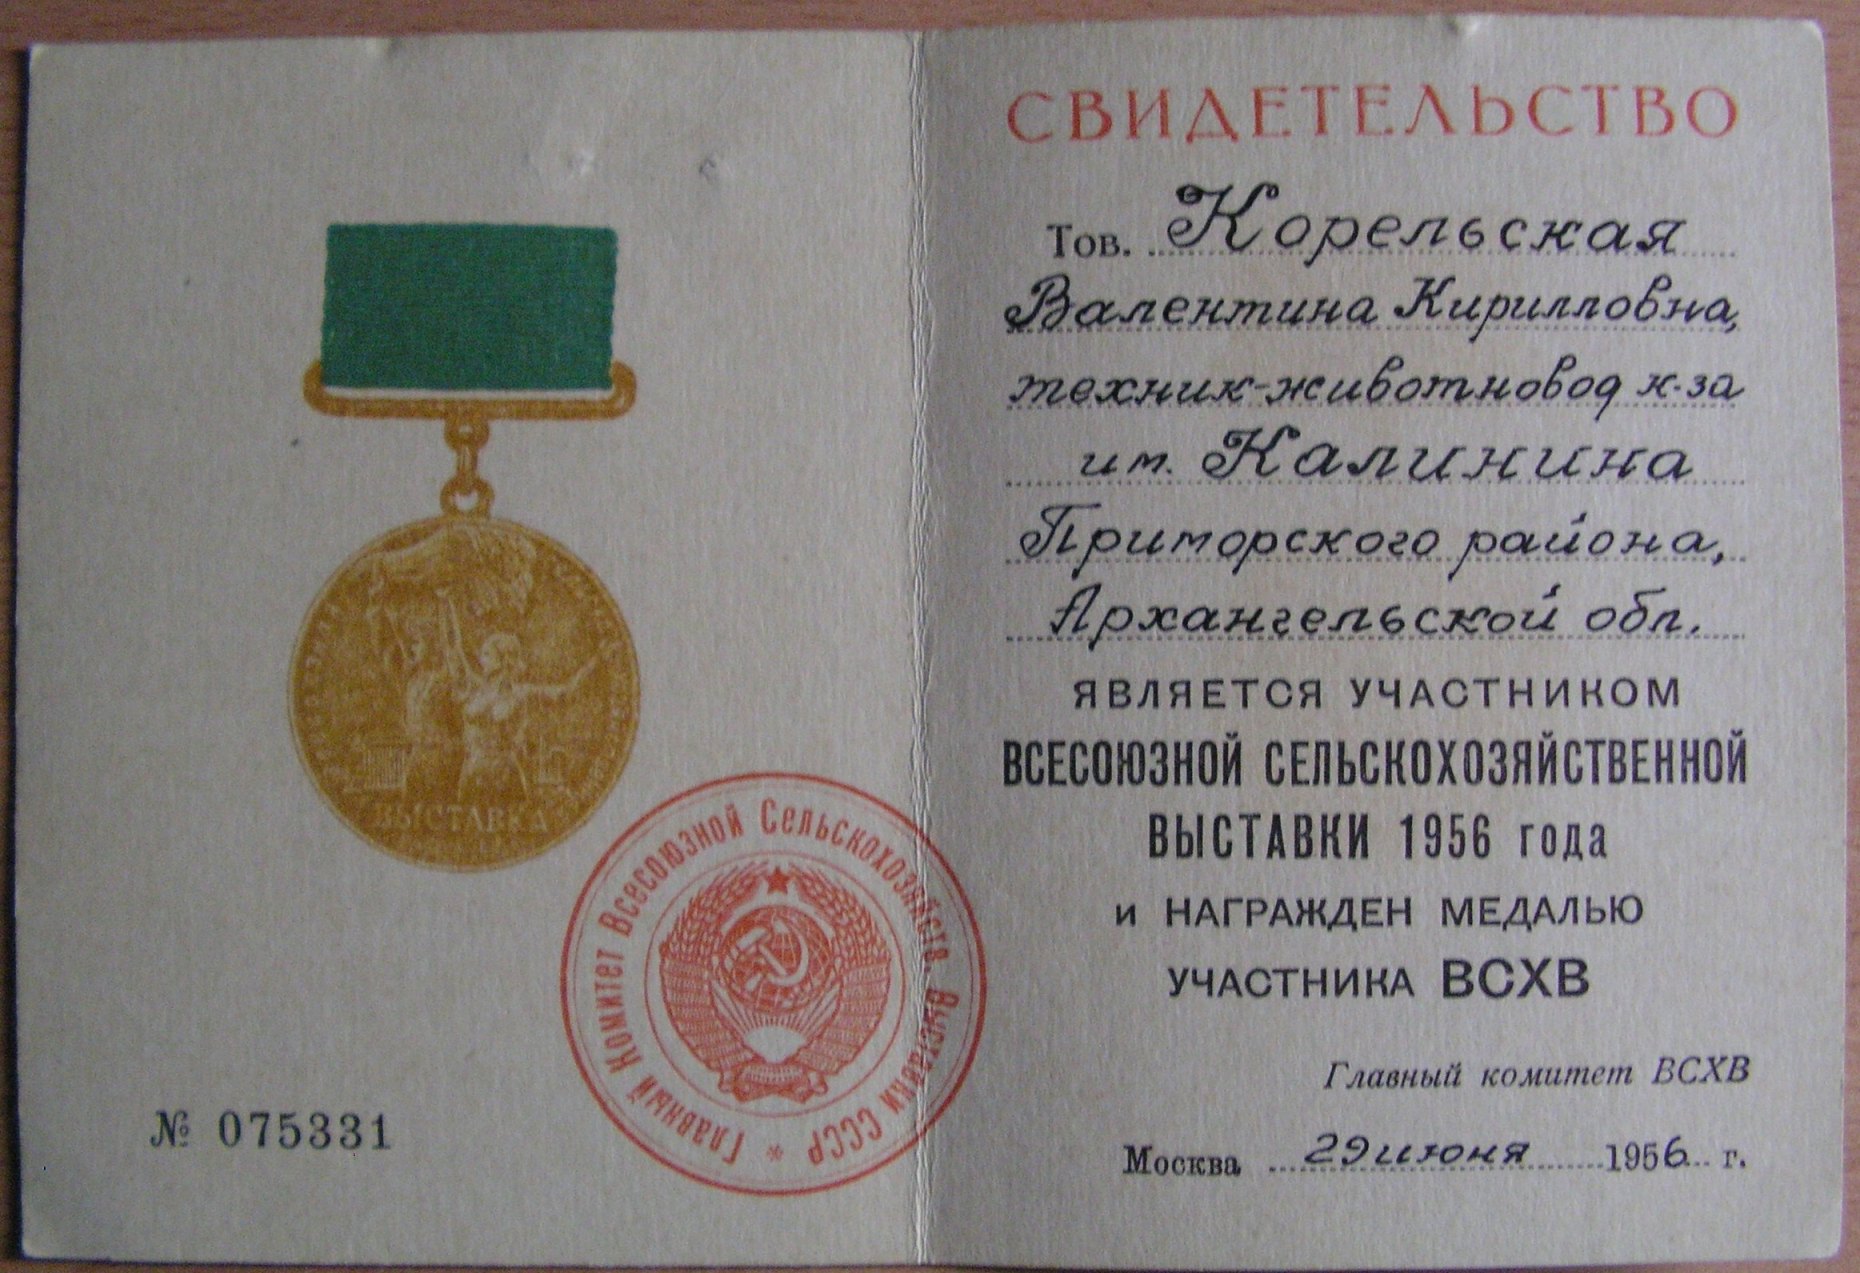 ВЫСТАВКА
Главный Комитет Всесоюзной Сельскохозяйств. Выставки СССР *
№ 075331
СВИДЕТЕЛЬСТВО
Тов. Корельская
Валентина Кирилловна,
техник-животновод к-за
им. Калинина
Приморского района,
Архангельской обл.
ЯВЛЯЕТСЯ УЧАСТНИКОМ
ВСЕСОЮЗНОЙ СЕЛЬСКОХОЗЯЙСТВЕННОЙ
ВЫСТАВКИ 1956 года
и НАГРАЖДЕН МЕДАЛЬЮ
УЧАСТНИКА ВСХВ
Главный комитет ВСХВ
Москва 29 июня 1956 г.